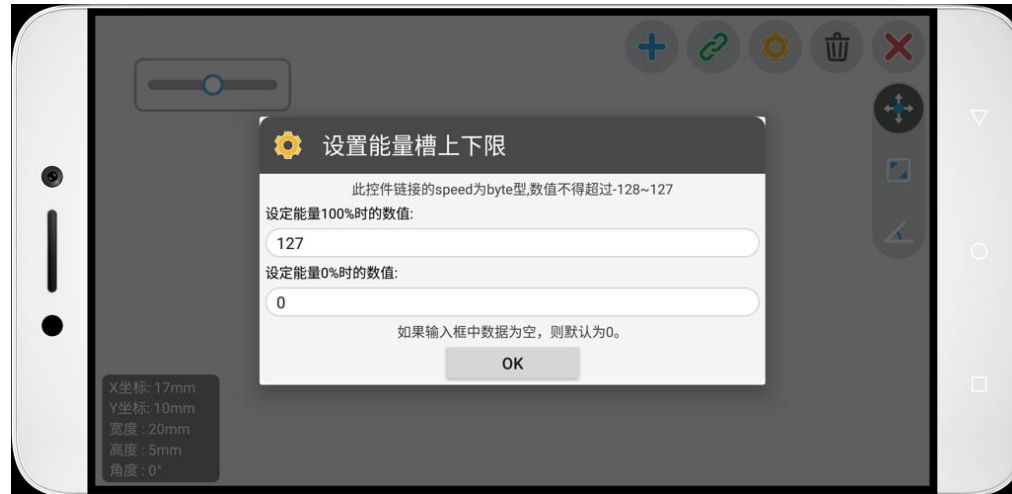 设置能量槽上下限
此控件链接的speed为byte型,数值不得超过-128~127
设定能量100%时的数值:
127
设定能量0%时的数值:
0
如果输入框中数据为空，则默认为0。
OK
X坐标: 17mm
Y坐标: 10mm
宽度 : 20mm
高度 : 5mm
角度 : 0°